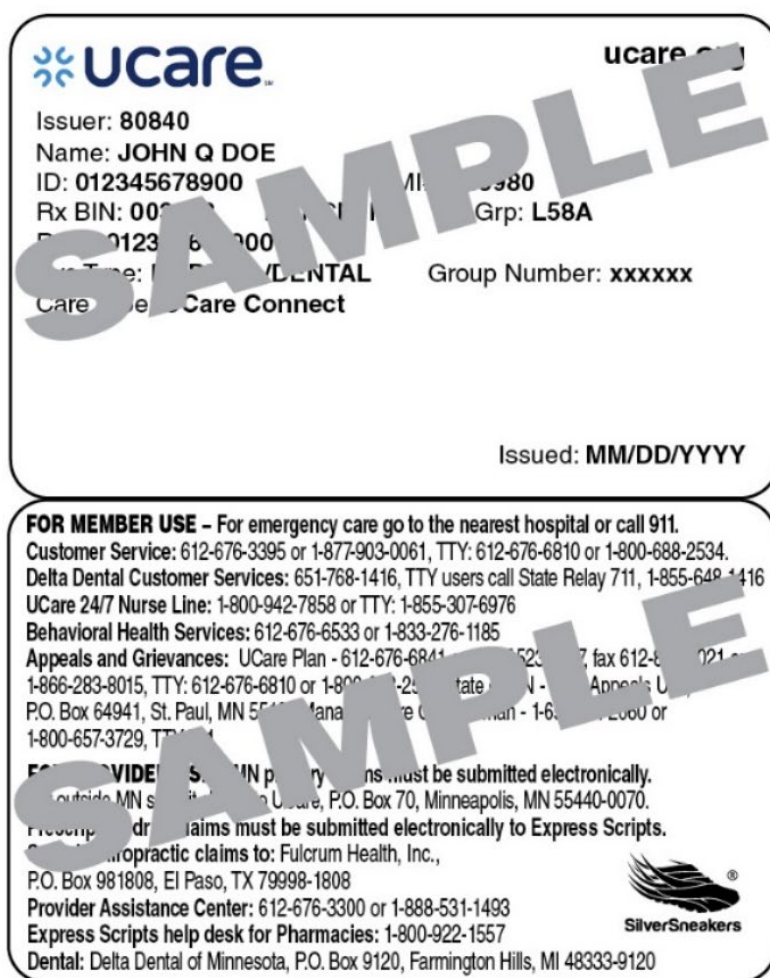 ucare
ucare.org
SAMPLE
Issuer: 80840
Name: JOHN Q DOE
ID: 012345678900
Rx BIN: Grp: L58A
/DENTAL Group Number: xxxxxx
Care Connect
Issued: MM/DD/YYYY
FOR MEMBER USE – For emergency care go to the nearest hospital or call 911.
Customer Service: 612-676-3395 or 1-877-903-0061, TTY: 612-676-6810 or 1-800-688-2534.
Delta Dental Customer Services: 651-768-1416, TTY users call State Relay 711, 1-855-648-1416
UCare 24/7 Nurse Line: 1-800-942-7858 or TTY: 1-855-307-6976
Behavioral Health Services: 612-676-6533 or 1-833-276-1185
Appeals and Grievances: UCare Plan - 612-676-6841 fax
1-866-283-8015, TTY: 612-676-6810 or Appeals
P.O. Box 64941, St. Paul, MN or
1-800-657-3729,
SAMPLE
must be submitted electronically.
outside MN P.O. Box 70, Minneapolis, MN 55440-0070.
claims must be submitted electronically to Express Scripts.
claims to: Fulcrum Health, Inc.,
P.O. Box 981808, El Paso, TX 79998-1808
Provider Assistance Center: 612-676-3300 or 1-888-531-1493
Express Scripts help desk for Pharmacies: 1-800-922-1557
Dental: Delta Dental of Minnesota, P.O. Box 9120, Farmington Hills, MI 48333-9120
SilverSneakers®